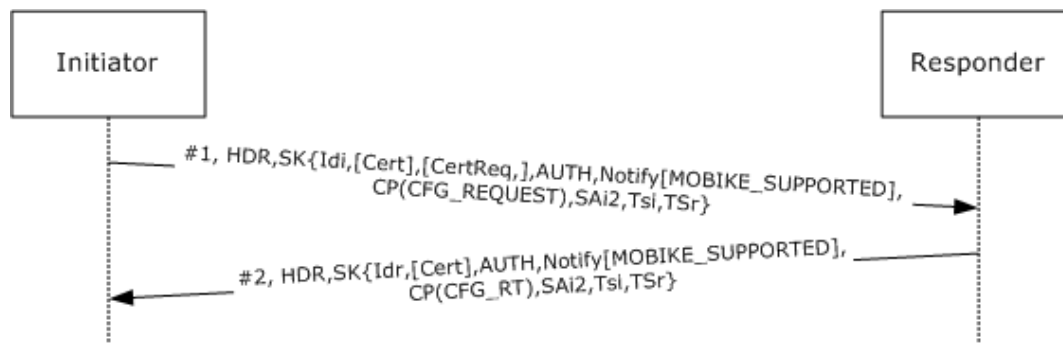 Initiator
Responder
#1, HDR,SK{Idi,[Cert],[CertReq,],AUTH,Notify[MOBIKE_SUPPORTED],
CP(CFG_REQUEST),SAi2,Tsi,TSr}
#2, HDR,SK{Idr,[Cert],AUTH,Notify[MOBIKE_SUPPORTED],
CP(CFG_RT),SAi2,Tsi,TSr}